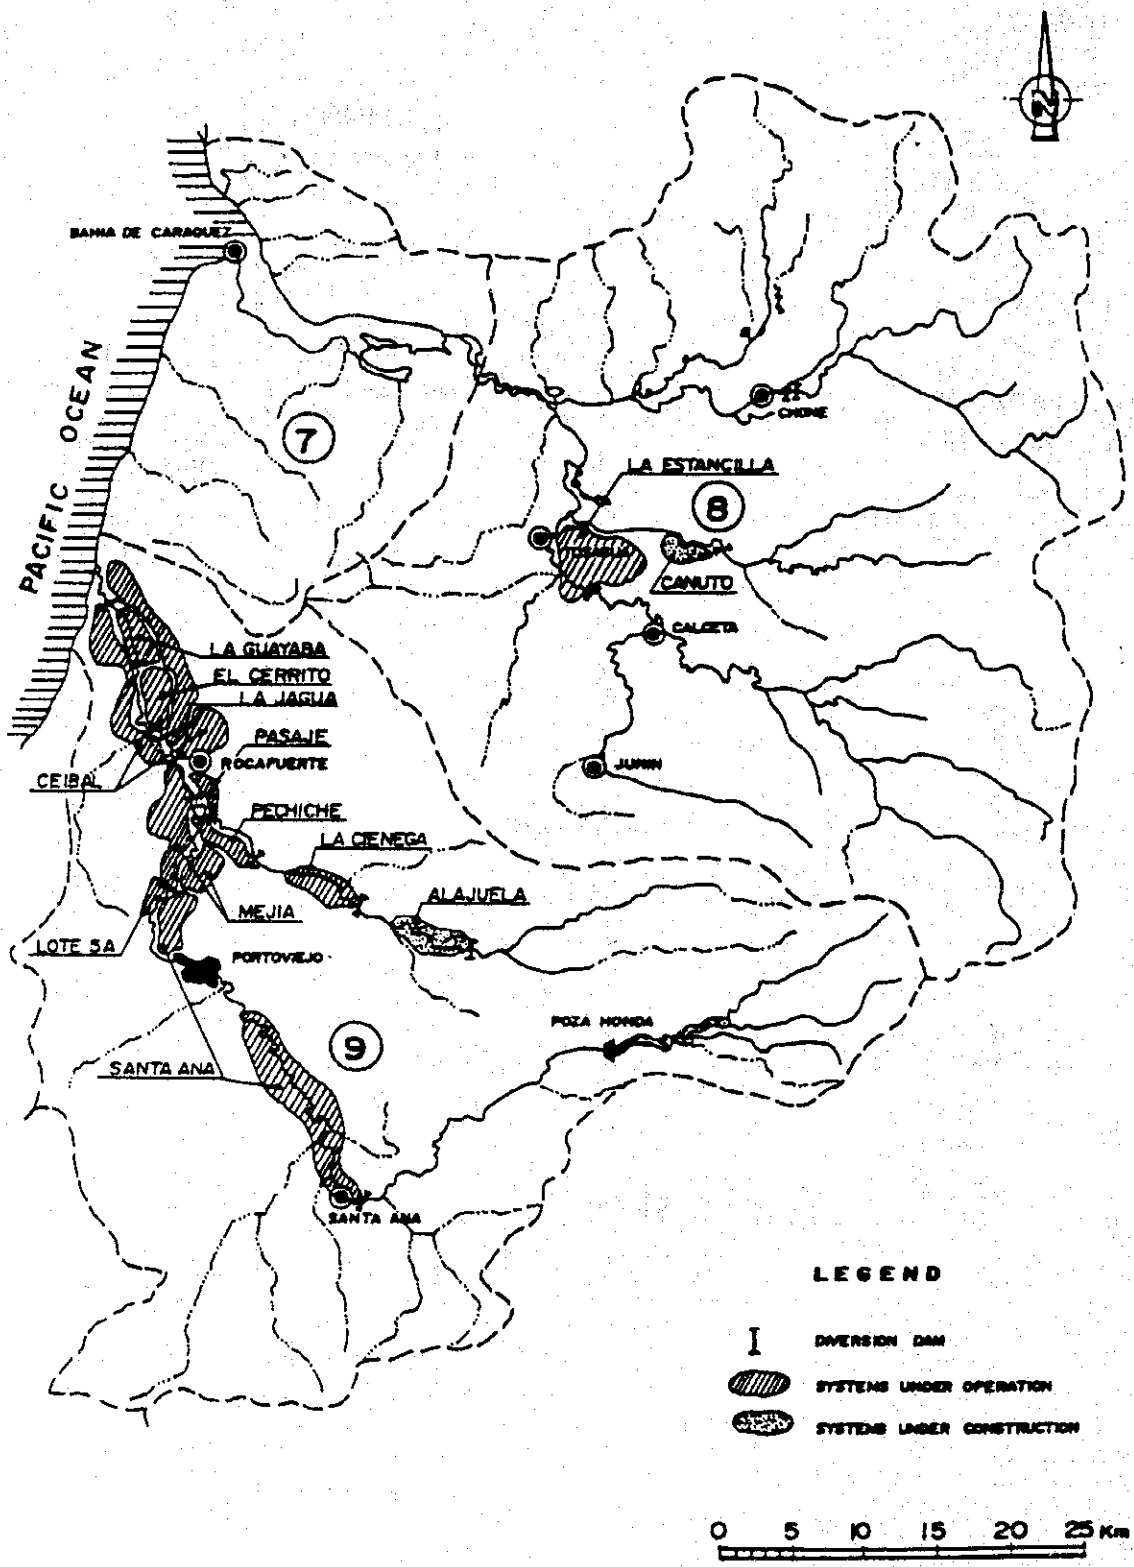 N
BAHIA DE CARAQUEZ
PACIFIC OCEAN
7
CHONE
LA ESTANCILLA
8
TOSAGUA
CANUTO
CALCETA
LA GUAYABA
EL CERRITO
LA JAGUA
PASAJE
ROCAFUERTE
JUNIN
CEIBAL
PECHICHE
LA CIENEGA
ALAJUELA
MEJIA
LOTE 5A
PORTOVIEJO
POZA HONDA
9
SANTA ANA
SANTA ANA
LEGEND
DIVERSION DAM
SYSTEMS UNDER OPERATION
SYSTEMS UNDER CONSTRUCTION
0 5 10 15 20 25 Km